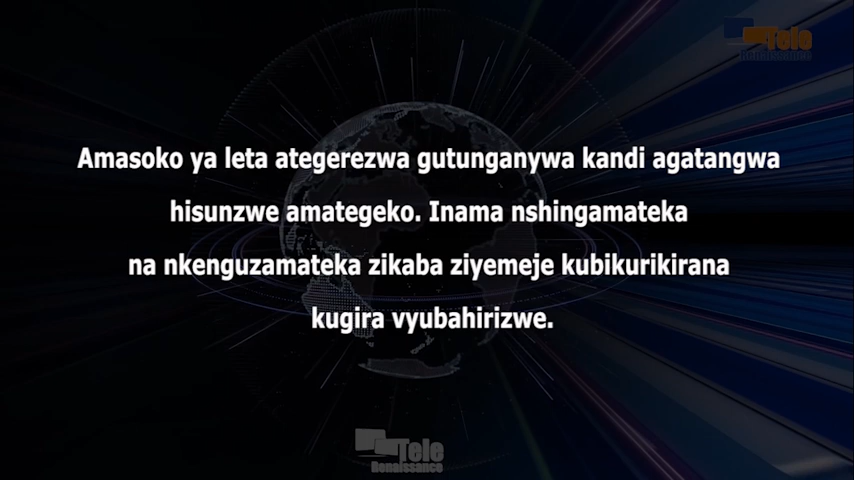 Tele
Renaissance
Amasoko ya leta ategerezwa gutunganywa kandi agatangwa
hisunzwe amategeko. Inama nshingamateka
na nkenguzamateka zikaba ziyemeje kubikurikirana
kugira vyubahirizwe.
Tele
Renaissance